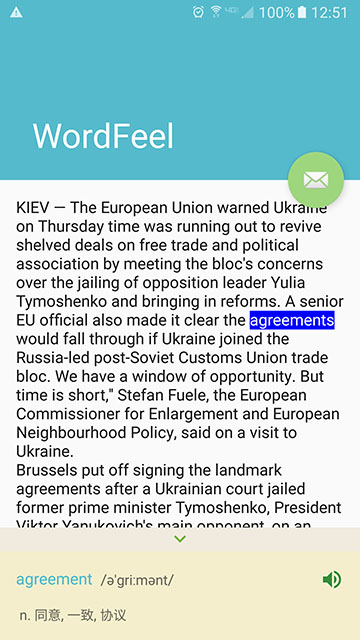 100% 12:51
WordFeel
KIEV — The European Union warned Ukraine
on Thursday time was running out to revive
shelved deals on free trade and political
association by meeting the bloc's concerns
over the jailing of opposition leader Yulia
Tymoshenko and bringing in reforms. A senior
EU official also made it clear the agreements
would fall through if Ukraine joined the
Russia-led post-Soviet Customs Union trade
bloc. We have a window of opportunity. But
time is short," Stefan Fuele, the European
Commissioner for Enlargement and European
Neighbourhood Policy, said on a visit to
Ukraine.
Brussels put off signing the landmark
agreements after a Ukrainian court jailed
former prime minister Tymoshenko, President
Viktor Yanukovich's main opponent, on an
agreement /ə'gri:mənt/
n. 同意, 一致, 协议